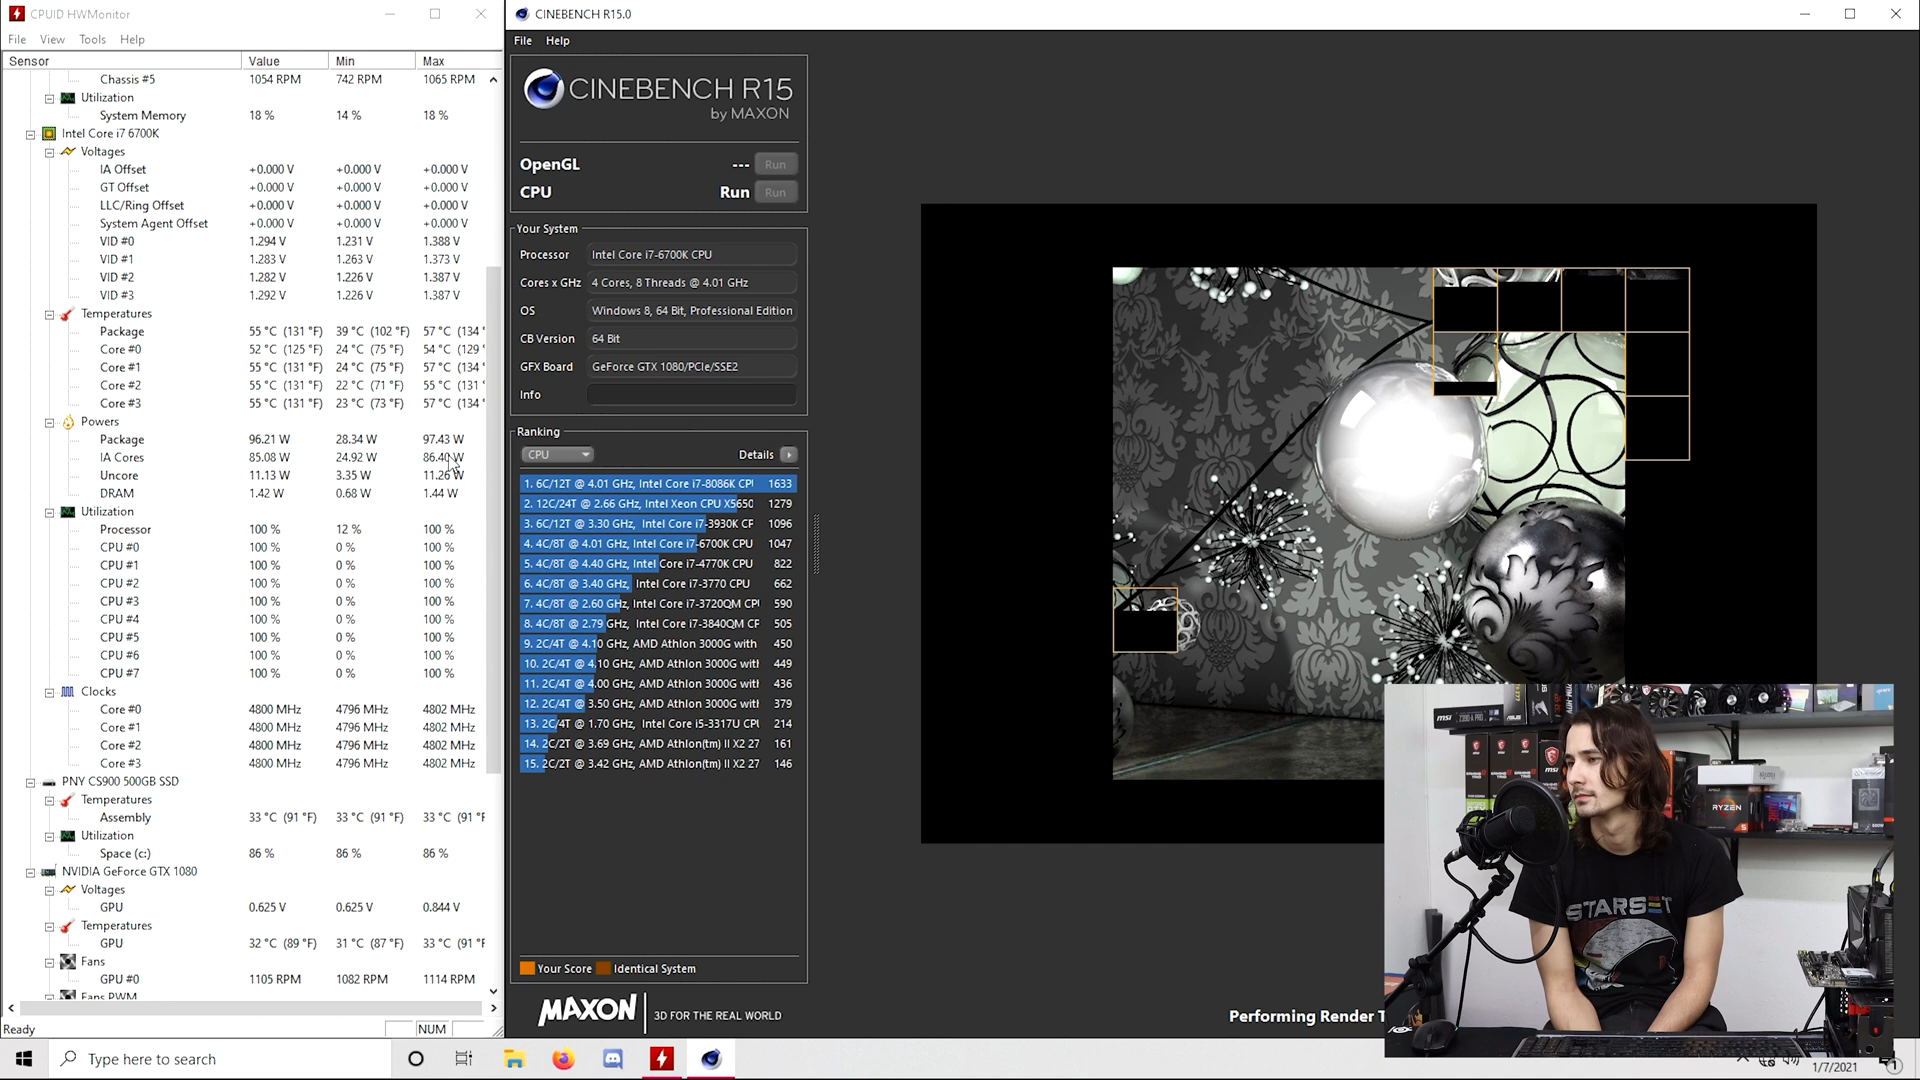 CPUID HWMonitor
File View Tools Help
Sensor Value Min Max
Chassis #5 1054 RPM 742 RPM 1065 RPM
Utilization
System Memory 18 % 14 % 18 %
Intel Core i7 6700K
Voltages
IA Offset +0.000 V +0.000 V +0.000 V
GT Offset +0.000 V +0.000 V +0.000 V
LLC/Ring Offset +0.000 V +0.000 V +0.000 V
System Agent Offset +0.000 V +0.000 V +0.000 V
VID #0 1.294 V 1.231 V 1.388 V
VID #1 1.283 V 1.263 V 1.373 V
VID #2 1.282 V 1.226 V 1.387 V
VID #3 1.292 V 1.226 V 1.387 V
Temperatures
Package 55 °C (131 °F) 39 °C (102 °F) 57 °C (134 °
Core #0 52 °C (125 °F) 24 °C (75 °F) 54 °C (129 °
Core #1 55 °C (131 °F) 24 °C (75 °F) 57 °C (134 °
Core #2 55 °C (131 °F) 22 °C (71 °F) 55 °C (131 °
Core #3 55 °C (131 °F) 23 °C (73 °F) 57 °C (134 °
Powers
Package 96.21 W 28.34 W 97.43 W
IA Cores 85.08 W 24.92 W 86.40 W
Uncore 11.13 W 3.35 W 11.26 W
DRAM 1.42 W 0.68 W 1.44 W
Utilization
Processor 100 % 12 % 100 %
CPU #0 100 % 0 % 100 %
CPU #1 100 % 0 % 100 %
CPU #2 100 % 0 % 100 %
CPU #3 100 % 0 % 100 %
CPU #4 100 % 0 % 100 %
CPU #5 100 % 0 % 100 %
CPU #6 100 % 0 % 100 %
CPU #7 100 % 0 % 100 %
Clocks
Core #0 4800 MHz 4796 MHz 4802 MHz
Core #1 4800 MHz 4796 MHz 4802 MHz
Core #2 4800 MHz 4796 MHz 4802 MHz
Core #3 4800 MHz 4796 MHz 4802 MHz
PNY CS900 500GB SSD
Temperatures
Assembly 33 °C (91 °F) 33 °C (91 °F) 33 °C (91 °F
Utilization
Space (c:) 86 % 86 % 86 %
NVIDIA GeForce GTX 1080
Voltages
GPU 0.625 V 0.625 V 0.844 V
Temperatures
GPU 32 °C (89 °F) 31 °C (87 °F) 33 °C (91 °F
Fans
GPU #0 1105 RPM 1082 RPM 1114 RPM
Fans PWM
Ready NUM
CINEBENCH R15.0
File Help
CINEBENCH R15
by MAXON
OpenGL --- Run
CPU Run Run
Your System
Processor Intel Core i7-6700K CPU
Cores x GHz 4 Cores, 8 Threads @ 4.01 GHz
OS Windows 8, 64 Bit, Professional Edition
CB Version 64 Bit
GFX Board GeForce GTX 1080/PCIe/SSE2
Info
Ranking
CPU Details
1. 6C/12T @ 4.01 GHz, Intel Core i7-8086K CPU 1633
2. 12C/24T @ 2.66 GHz, Intel Xeon CPU X5650 1279
3. 6C/12T @ 3.30 GHz, Intel Core i7-3930K CP 1096
4. 4C/8T @ 4.01 GHz, Intel Core i7-6700K CPU 1047
5. 4C/8T @ 4.40 GHz, Intel Core i7-4770K CPU 822
6. 4C/8T @ 3.40 GHz, Intel Core i7-3770 CPU 662
7. 4C/8T @ 2.60 GHz, Intel Core i7-3720QM CPU 590
8. 4C/8T @ 2.79 GHz, Intel Core i7-3840QM CP 505
9. 2C/4T @ 4.10 GHz, AMD Athlon 3000G with 450
10. 2C/4T @ 4.10 GHz, AMD Athlon 3000G with 449
11. 2C/4T @ 4.00 GHz, AMD Athlon 3000G with 436
12. 2C/4T @ 3.50 GHz, AMD Athlon 3000G with 379
13. 2C/4T @ 1.70 GHz, Intel Core i5-3317U CPU 214
14. 2C/2T @ 3.69 GHz, AMD Athlon(tm) II X2 27 161
15. 2C/2T @ 3.42 GHz, AMD Athlon(tm) II X2 27 146
Your Score Identical System
MAXON 3D FOR THE REAL WORLD
Performing Render T
msi
RYZEN
STARSET
Type here to search
1/7/2021
1